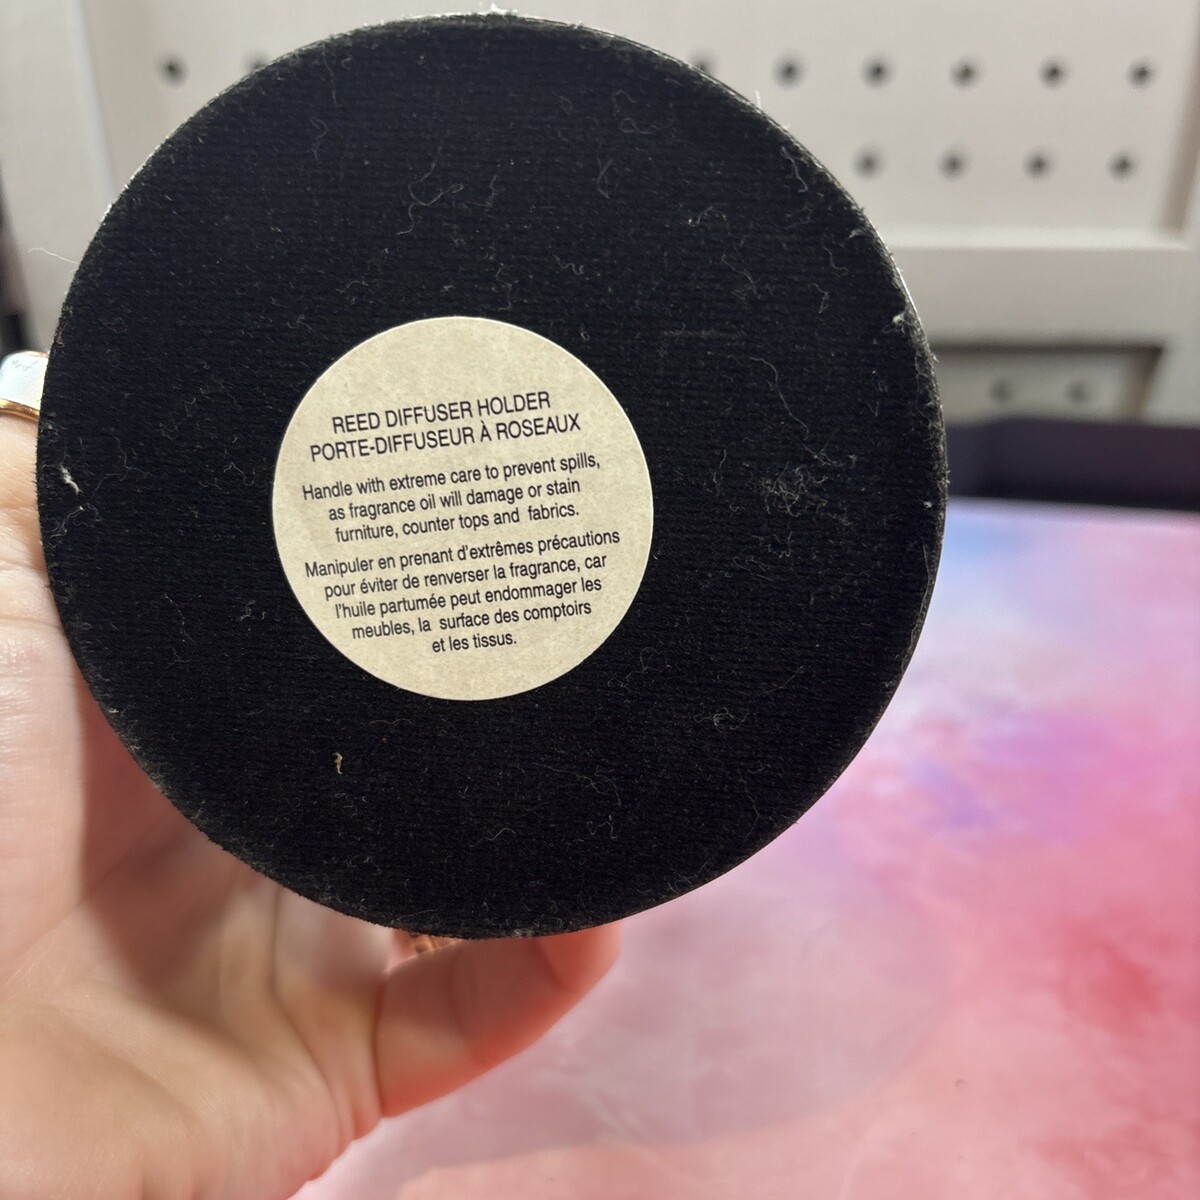 REED DIFFUSER HOLDER
PORTE-DIFFUSEUR À ROSEAUX
Handle with extreme care to prevent spills,
as fragrance oil will damage or stain
furniture, counter tops and fabrics.
Manipuler en prenant d'extrêmes précautions
pour éviter de renverser la fragrance, car
l'huile partumée peut endommager les
meubles, la surface des comptoirs
et les tissus.